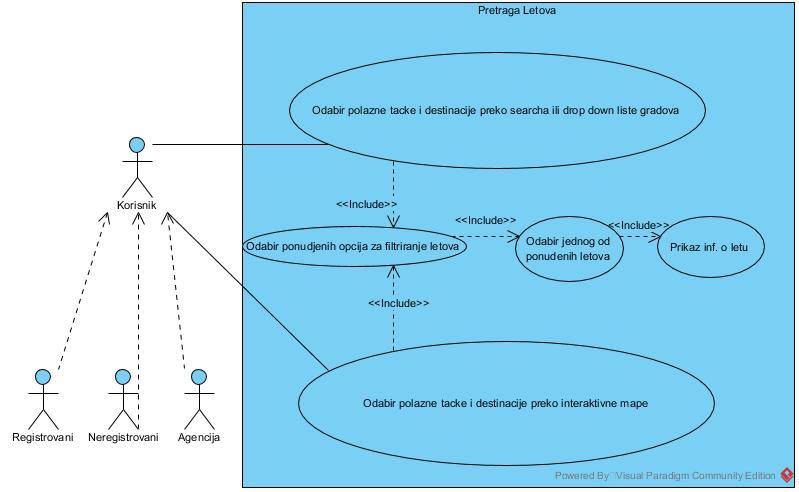 Pretraga Letova
Odabir polazne tacke i destinacije preko searcha ili drop down liste gradova
Korisnik
<<Include>>
<<Include>>
<<Include>>
Odabir ponudjenih opcija za filtriranje letova
Odabir jednog od
ponudenih letova
Prikaz inf. o letu
<<Include>>
Odabir polazne tacke i destinacije preko interaktivne mape
Registrovani
Neregistrovani
Agencija
Powered By Visual Paradigm Community Edition